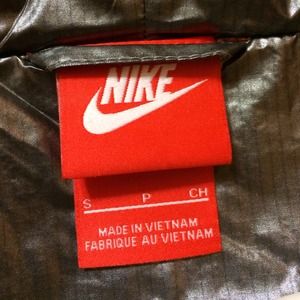 NIKE
S P CH
MADE IN VIETNAM
FABRIQUE AU VIETNAM